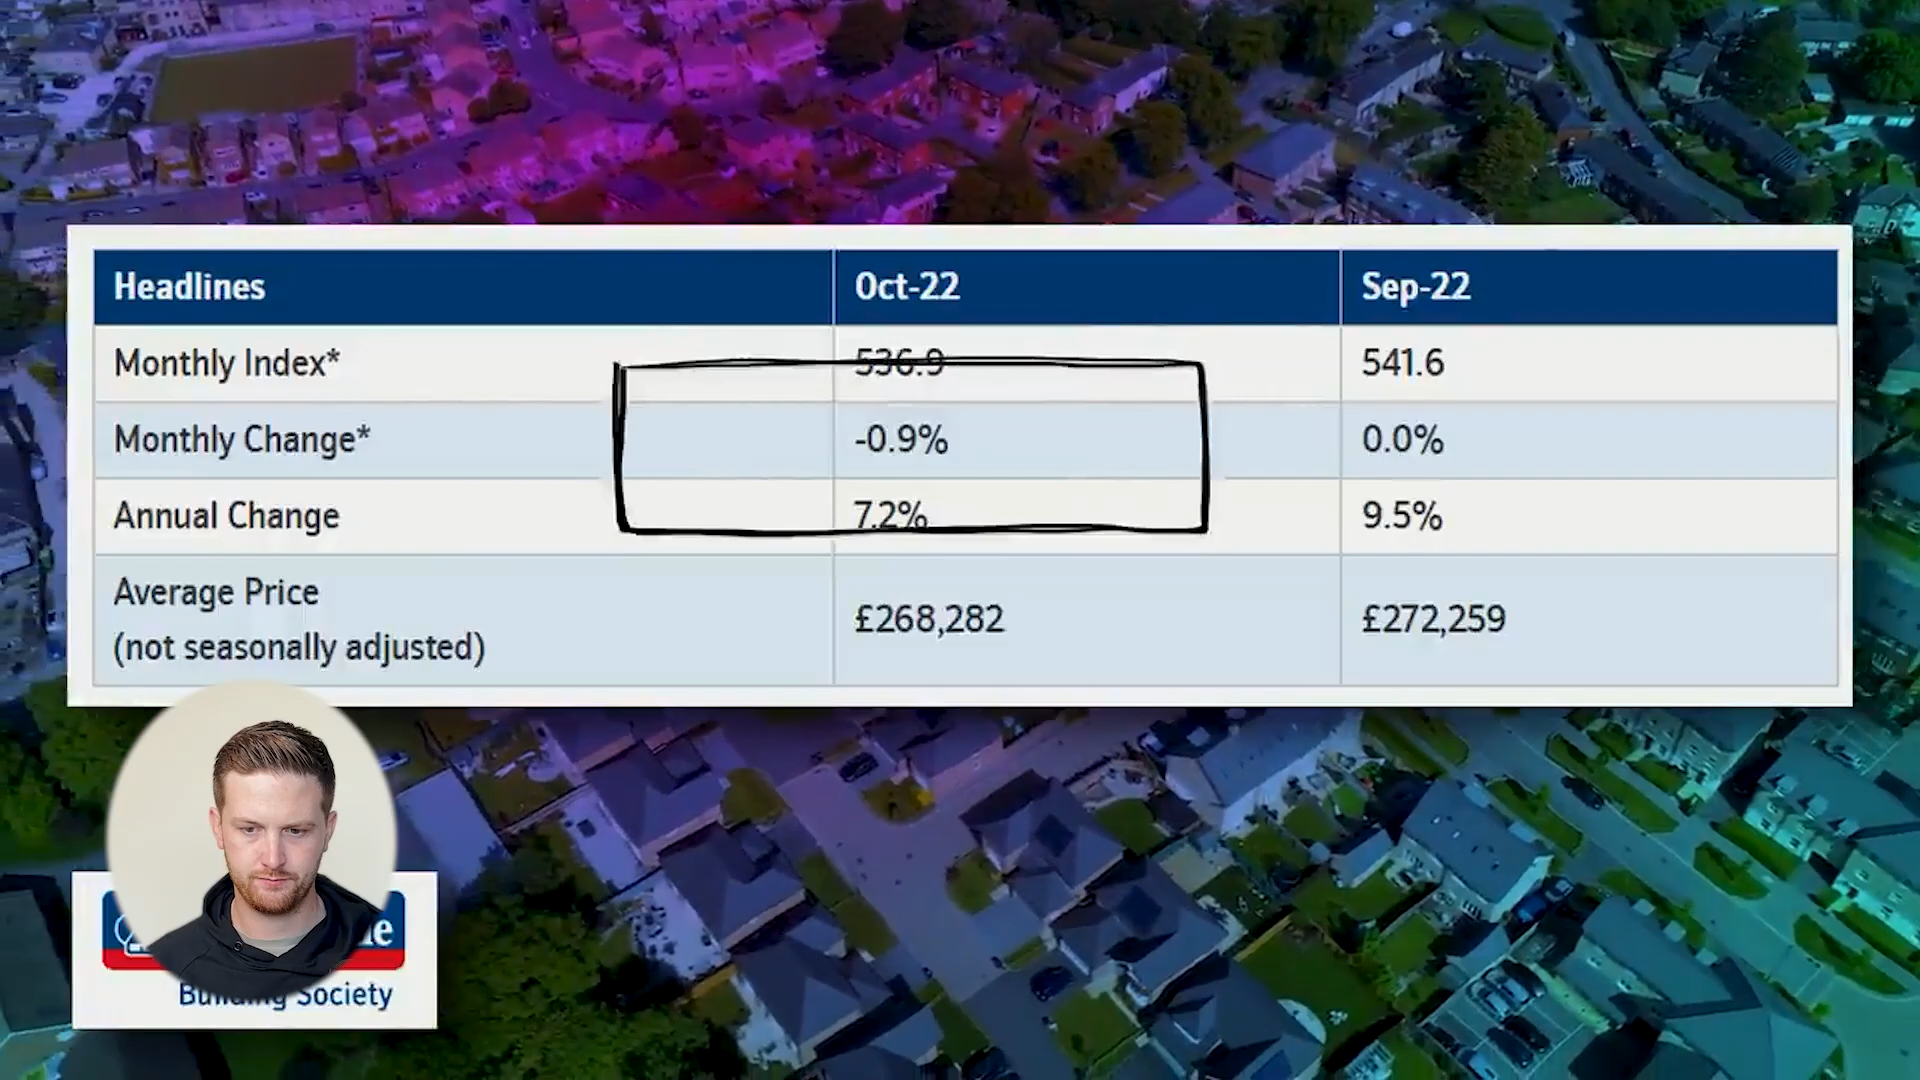 Headlines Oct-22 Sep-22
Monthly Index* 536.9 541.6
Monthly Change* -0.9% 0.0%
Annual Change 7.2% 9.5%
Average Price
(not seasonally adjusted) £268,282 £272,259
Building Society